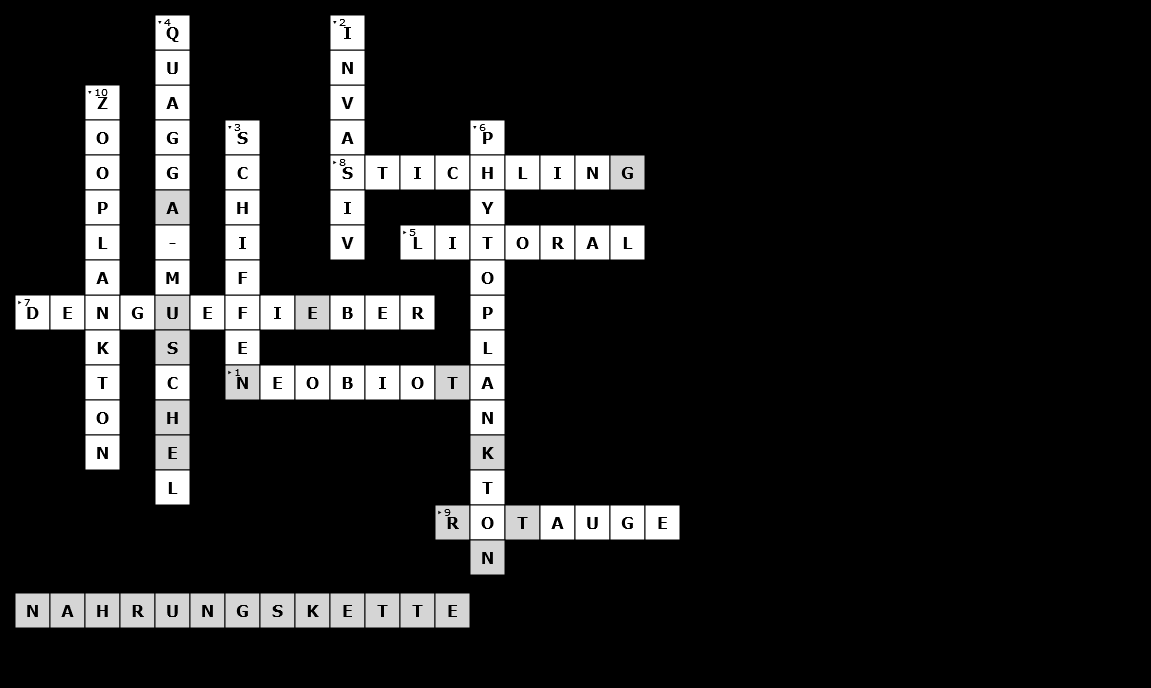 4 QUAGGA-MUSCHEL
2 INVASIV
10 ZOOPLANKTON
3 SCHIFFEN
6 PHYTOPLANKTON
8 STICHLING
5 LITORAL
7 DENGUEFIEBER
1 NEOBIOTA
9 ROTAUGE
NAHRUNGSKETTE